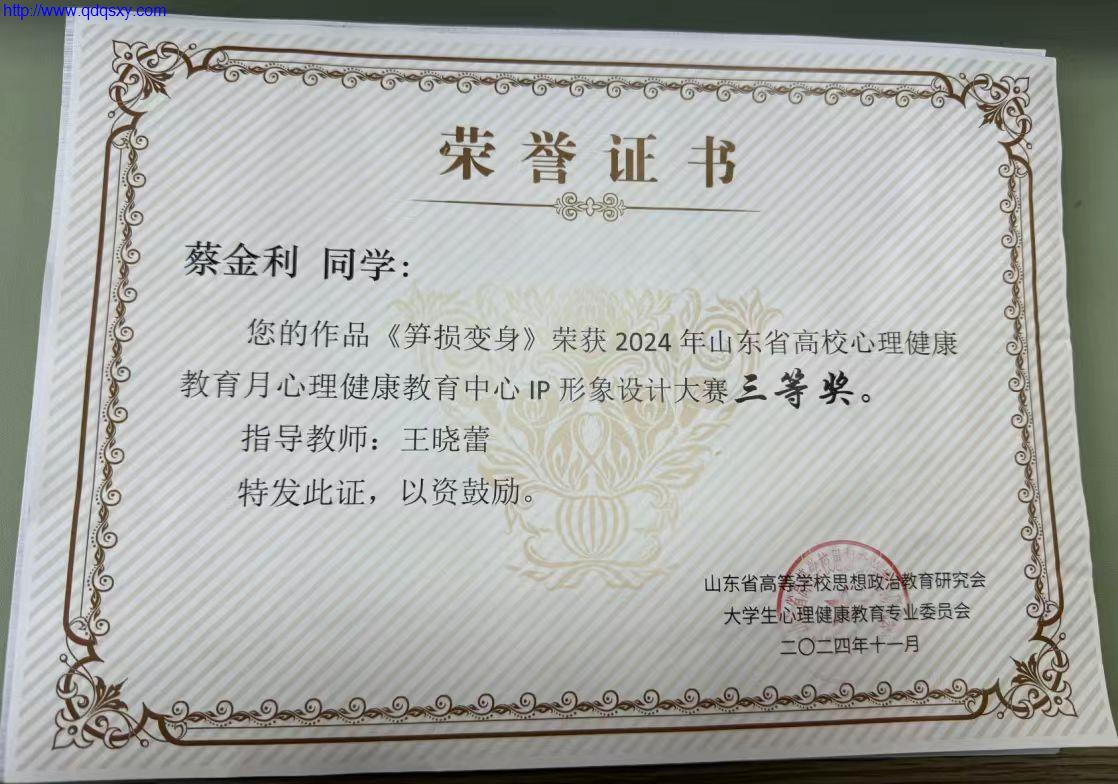 http://www.qdqsxy.com
荣誉证书
蔡金利 同学：
您的作品《笋损变身》荣获 2024 年山东省高校心理健康
教育月心理健康教育中心 IP 形象设计大赛三等奖。
指导教师：王晓蕾
特发此证，以资鼓励。
山东省高等学校思想政治教育研究会
大学生心理健康教育专业委员会
二〇二四年十一月